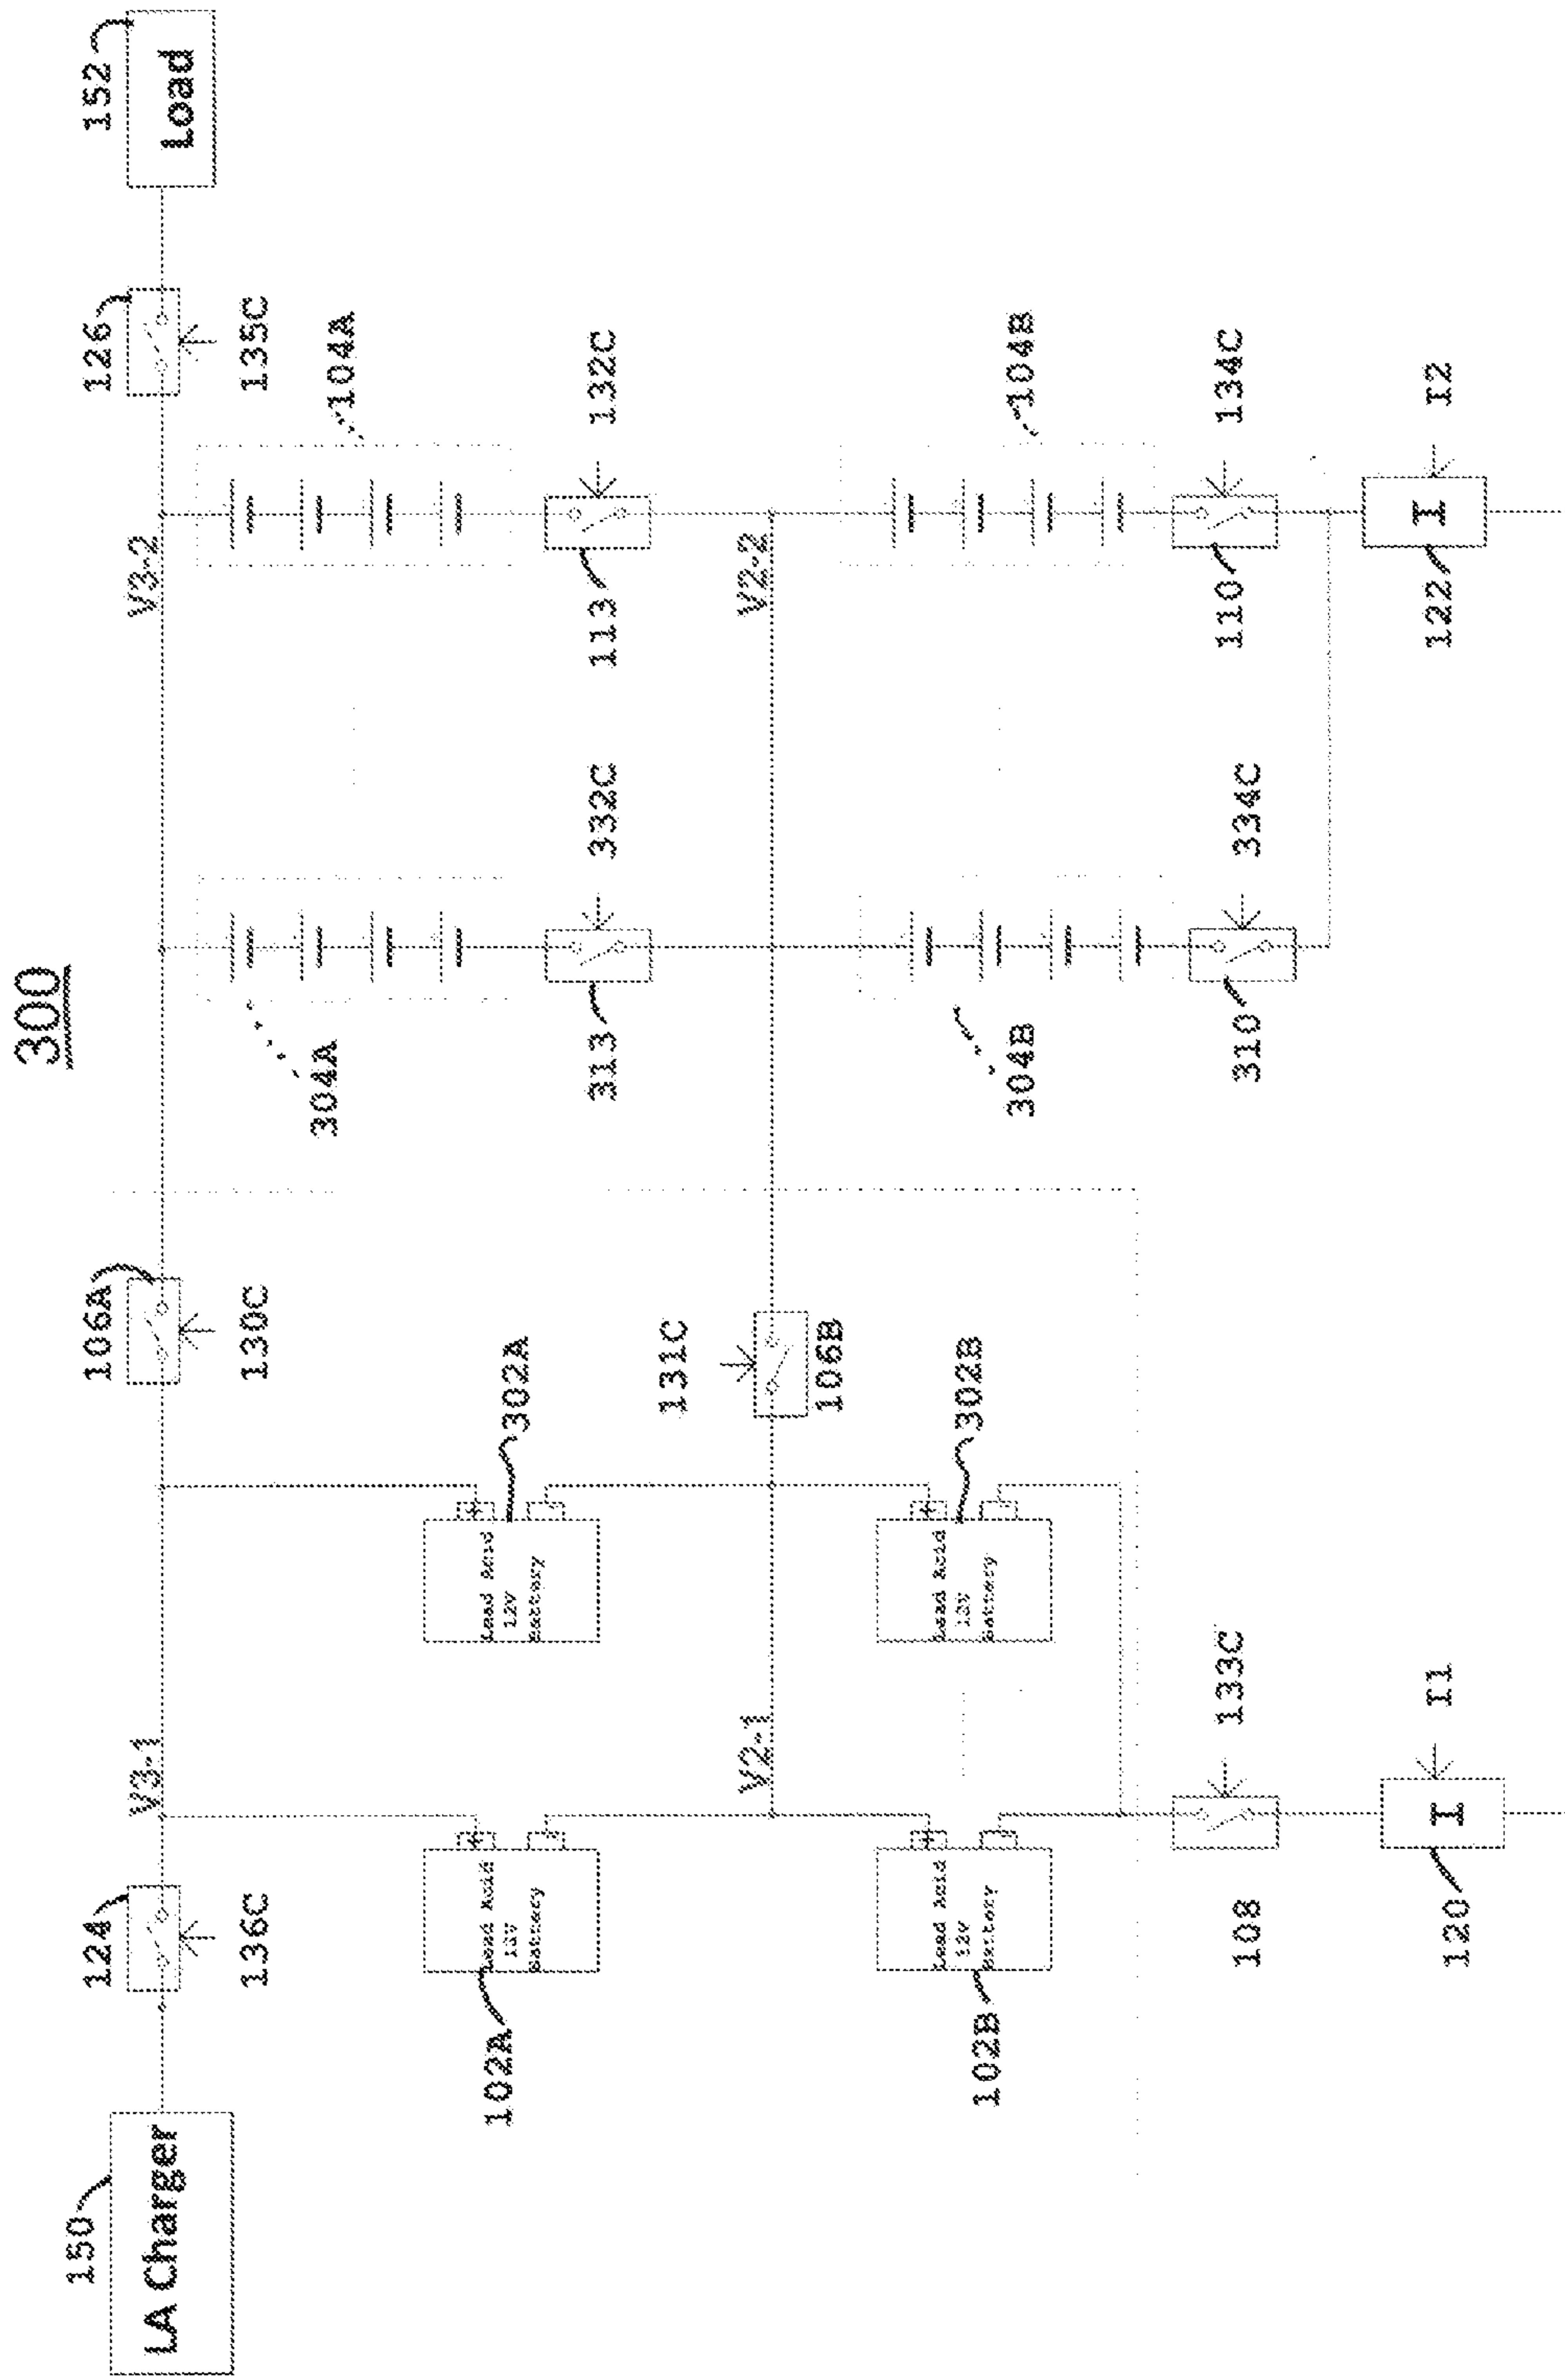 300
150
LA Charger
124
136C
V3-1
106A
130C
V3-2
126
135C
152
Load
102A
Lead Acid
12V
Battery
302A
Lead Acid
12V
Battery
304A
104A
313
332C
113
132C
V2-1
131C
106B
V2-2
102B
Lead Acid
12V
Battery
302B
Lead Acid
12V
Battery
304B
104B
310
334C
110
134C
108
133C
120
I
I1
122
I
I2